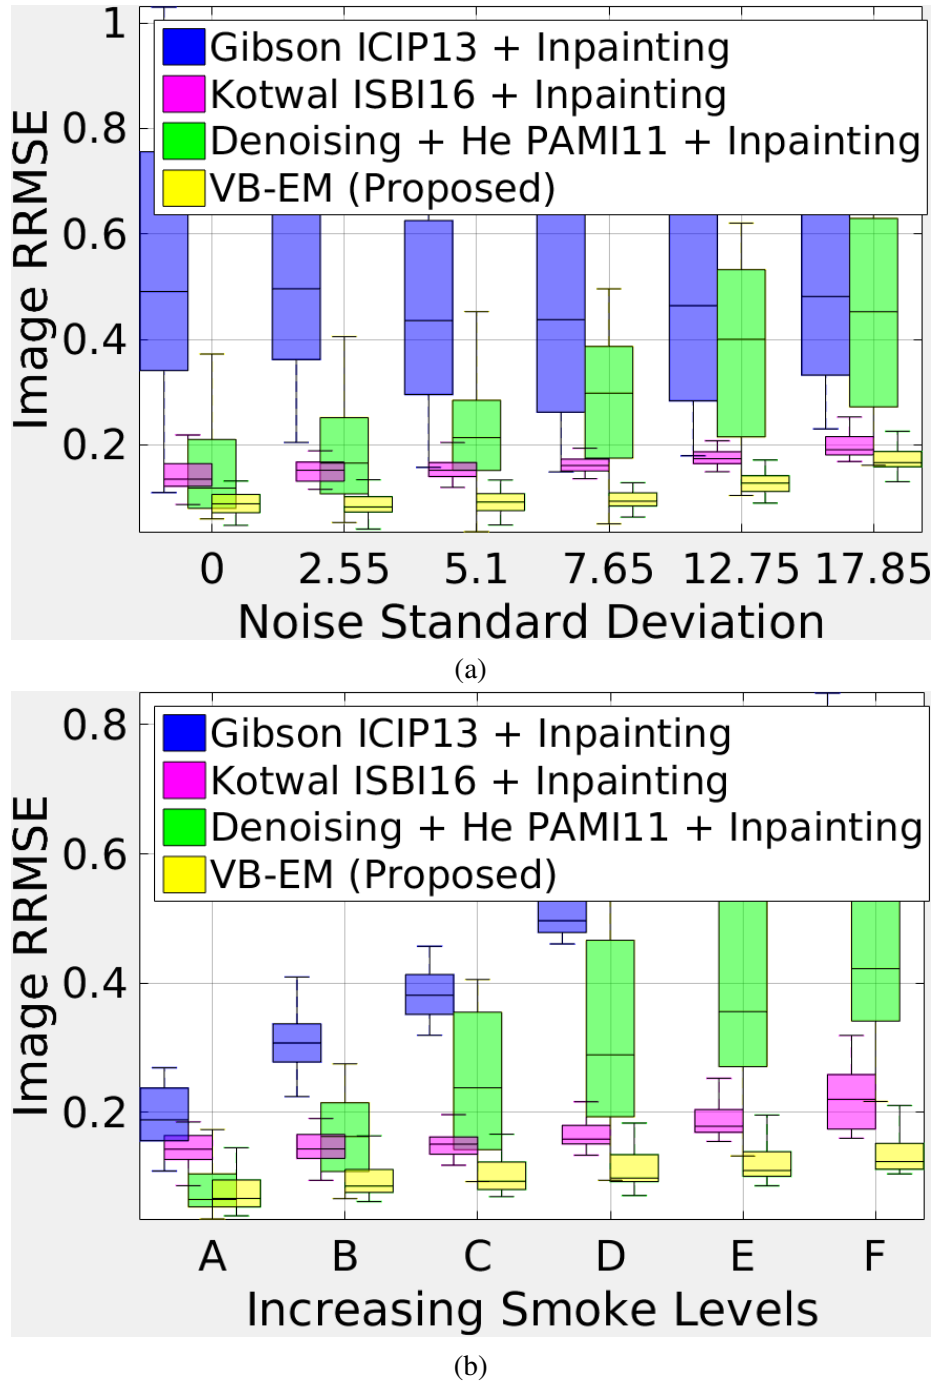 1
0.8
0.6
0.4
0.2
Image RRMSE
Gibson ICIP13 + Inpainting
Kotwal ISBI16 + Inpainting
Denoising + He PAMI11 + Inpainting
VB-EM (Proposed)
0 2.55 5.1 7.65 12.75 17.85
Noise Standard Deviation
(a)
0.8
0.6
0.4
0.2
Image RRMSE
Gibson ICIP13 + Inpainting
Kotwal ISBI16 + Inpainting
Denoising + He PAMI11 + Inpainting
VB-EM (Proposed)
A B C D E F
Increasing Smoke Levels
(b)